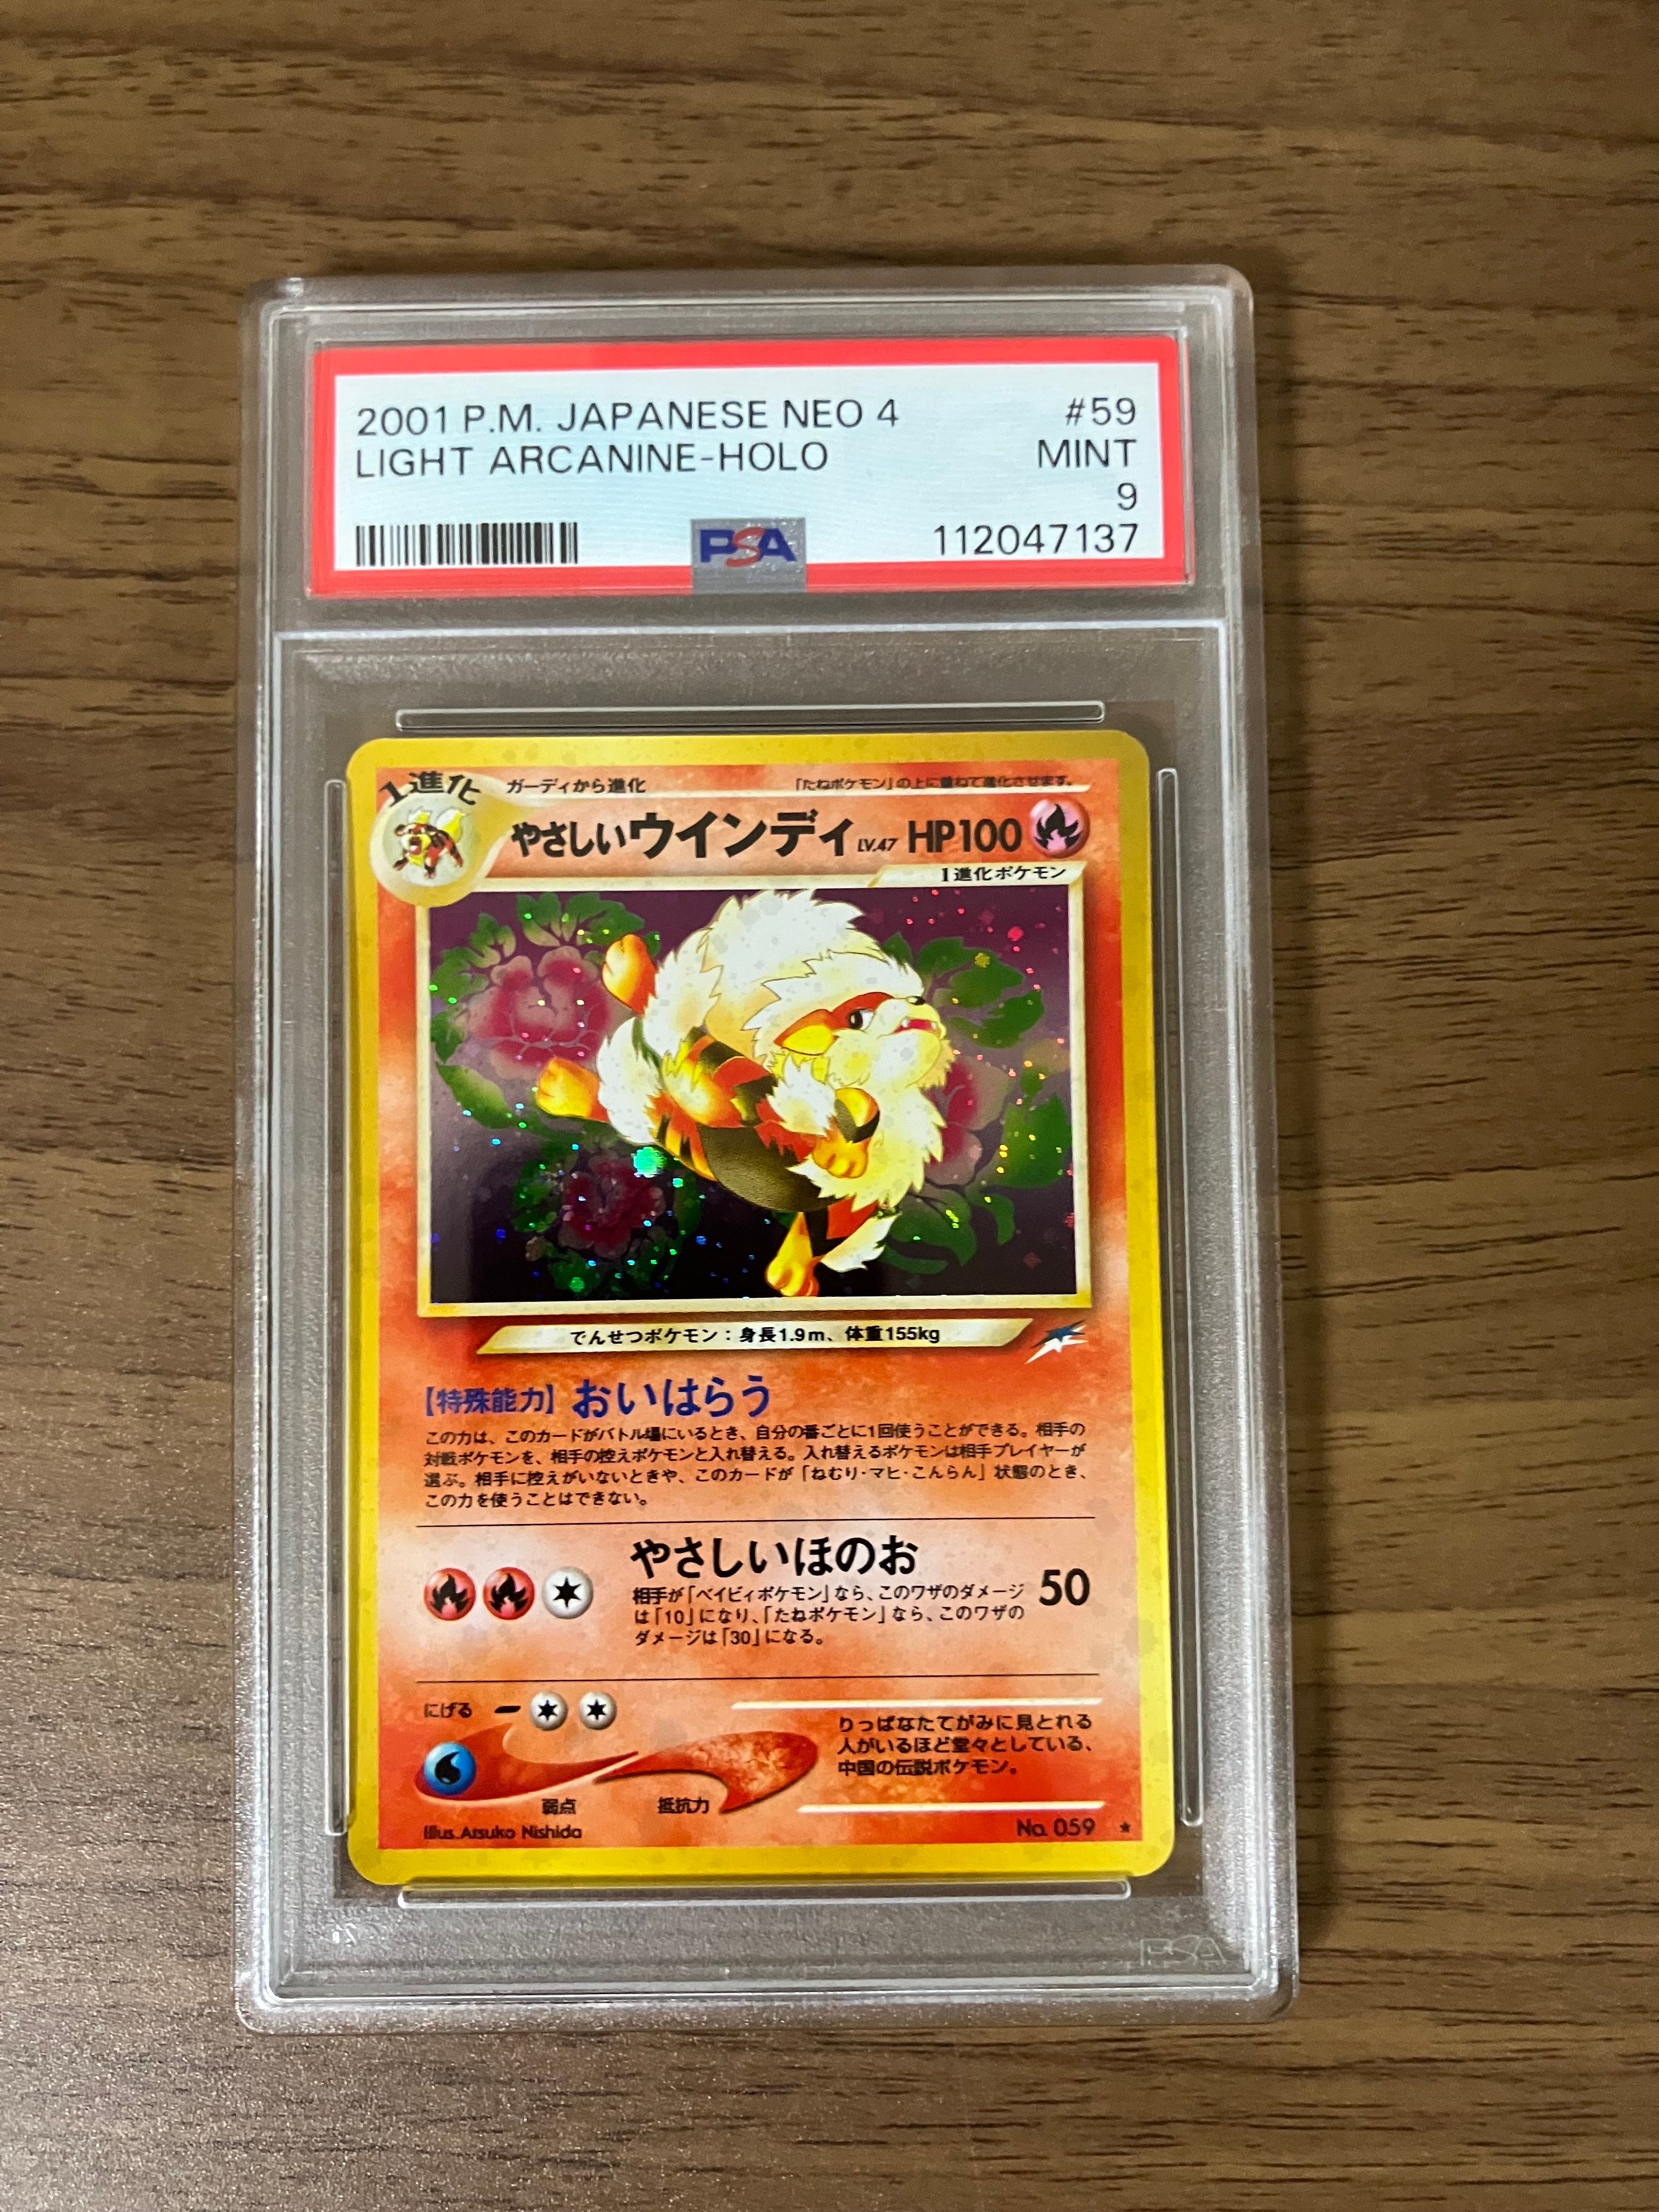 2001 P.M. JAPANESE NEO 4 #59
LIGHT ARCANINE-HOLO MINT
9
PSA 112047137
1進化 ガーディから進化 「たねポケモン」の上に重ねて進化させます。
やさしいウインディ LV.47 HP100
1進化ポケモン
でんせつポケモン：身長1.9m、体重155kg
【特殊能力】おいはらう
この力は、このカードがバトル場にいるとき、自分の番ごとに1回使うことができる。相手の
対戦ポケモンを、相手の控えポケモンと入れ替える。入れ替えるポケモンは相手プレイヤーが
選ぶ。相手に控えがいないときや、このカードが「ねむり・マヒ・こんらん」状態のとき、
この力を使うことはできない。
やさしいほのお
相手が「ベイビィポケモン」なら、このワザのダメージ
は「10」になり、「たねポケモン」なら、このワザの
ダメージは「30」になる。
50
にげる
弱点 抵抗力
りっぱなたてがみに見とれる
人がいるほど堂々としている、
中国の伝説ポケモン。
Illus. Atsuko Nishida No. 059 ★
PSA